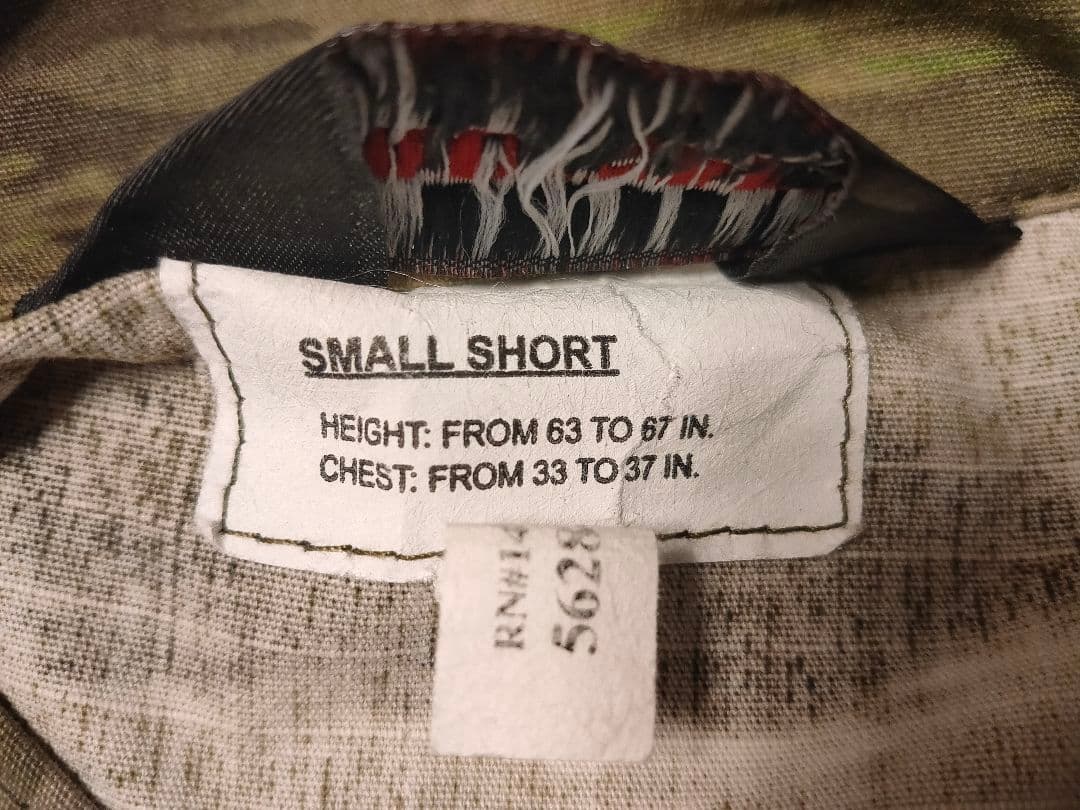 SMALL SHORT
HEIGHT: FROM 63 TO 67 IN.
CHEST: FROM 33 TO 37 IN.
RN#14
5628